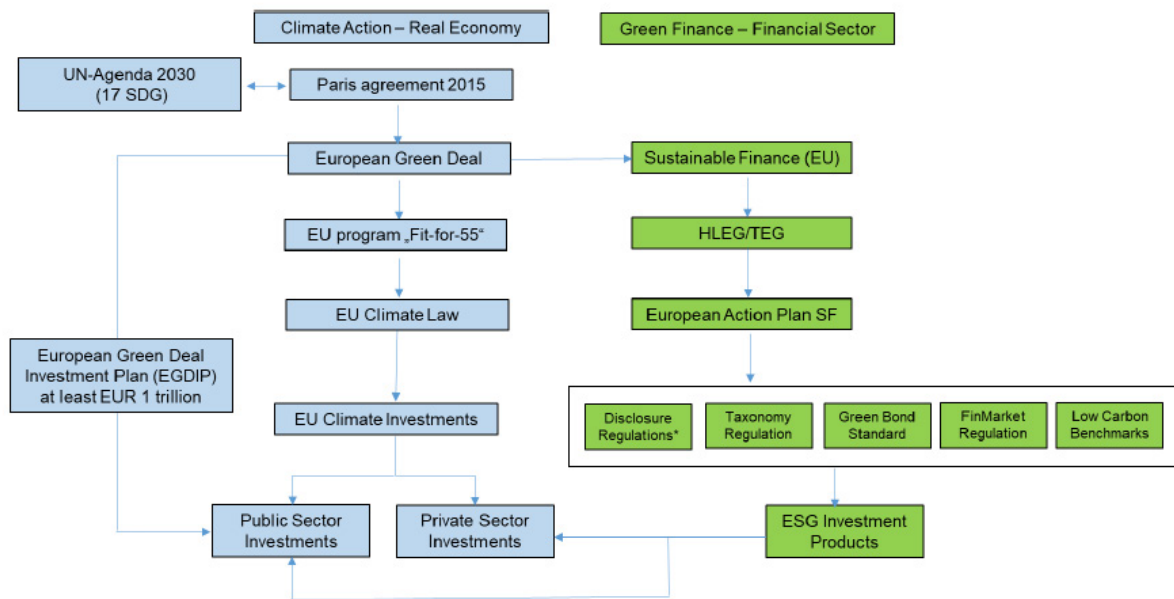 Climate Action – Real Economy
Green Finance – Financial Sector
UN-Agenda 2030
(17 SDG)
Paris agreement 2015
European Green Deal
Sustainable Finance (EU)
EU program „Fit-for-55“
HLEG/TEG
EU Climate Law
European Action Plan SF
European Green Deal
Investment Plan (EGDIP)
at least EUR 1 trillion
EU Climate Investments
Disclosure
Regulations*
Taxonomy
Regulation
Green Bond
Standard
FinMarket
Regulation
Low Carbon
Benchmarks
Public Sector
Investments
Private Sector
Investments
ESG Investment
Products